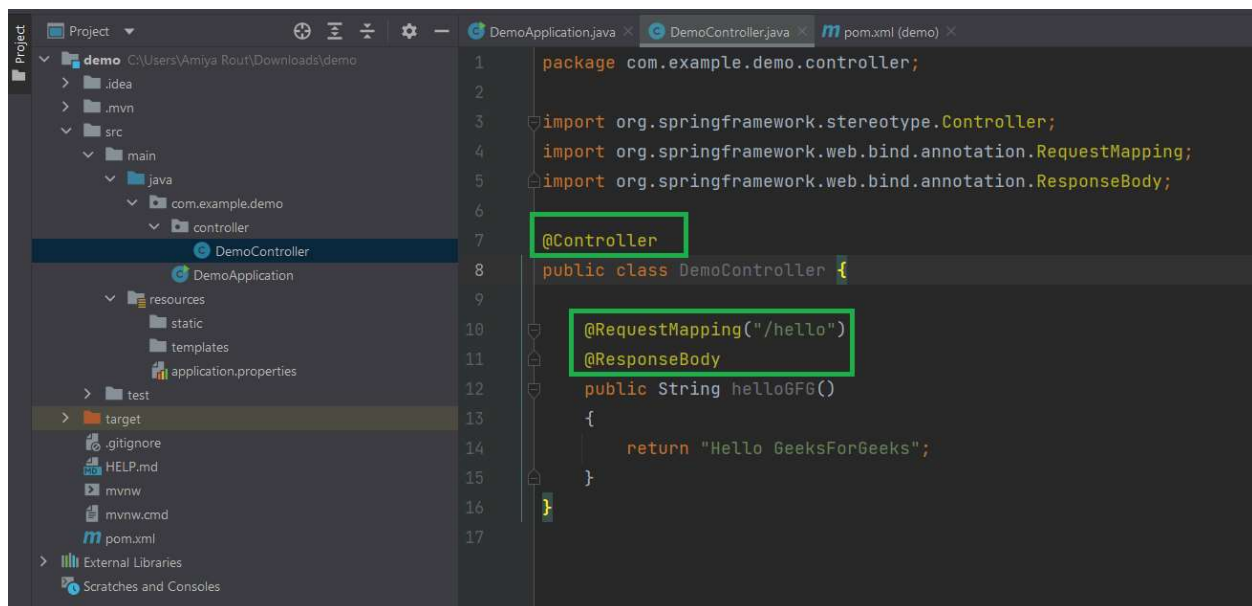 Project
Project
demo C:\Users\Amiya Rout\Downloads\demo
.idea
.mvn
src
main
java
com.example.demo
controller
DemoController
DemoApplication
resources
static
templates
application.properties
test
target
.gitignore
HELP.md
mvnw
mvnw.cmd
pom.xml
External Libraries
Scratches and Consoles
DemoApplication.java DemoController.java pom.xml (demo)
1 package com.example.demo.controller;
2
3 import org.springframework.stereotype.Controller;
4 import org.springframework.web.bind.annotation.RequestMapping;
5 import org.springframework.web.bind.annotation.ResponseBody;
6
7 @Controller
8 public class DemoController {
9
10 @RequestMapping("/hello")
11 @ResponseBody
12 public String helloGFG()
13 {
14 return "Hello GeeksForGeeks";
15 }
16 }
17